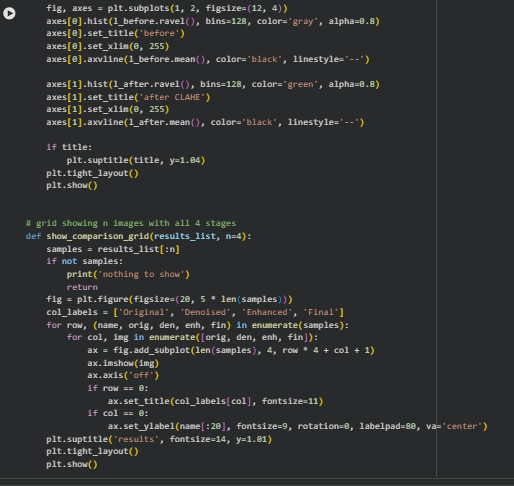 fig, axes = plt.subplots(1, 2, figsize=(12, 4))
axes[0].hist(l_before.ravel(), bins=128, color='gray', alpha=0.8)
axes[0].set_title('before')
axes[0].set_xlim(0, 255)
axes[0].axvline(l_before.mean(), color='black', linestyle='--')

axes[1].hist(l_after.ravel(), bins=128, color='green', alpha=0.8)
axes[1].set_title('after CLAHE')
axes[1].set_xlim(0, 255)
axes[1].axvline(l_after.mean(), color='black', linestyle='--')

if title:
    plt.suptitle(title, y=1.04)
plt.tight_layout()
plt.show()

# grid showing n images with all 4 stages
def show_comparison_grid(results_list, n=4):
    samples = results_list[:n]
    if not samples:
        print('nothing to show')
        return
    fig = plt.figure(figsize=(20, 5 * len(samples)))
    col_labels = ['Original', 'Denoised', 'Enhanced', 'Final']
    for row, (name, orig, den, enh, fin) in enumerate(samples):
        for col, img in enumerate([orig, den, enh, fin]):
            ax = fig.add_subplot(len(samples), 4, row * 4 + col + 1)
            ax.imshow(img)
            ax.axis('off')
            if row == 0:
                ax.set_title(col_labels[col], fontsize=11)
            if col == 0:
                ax.set_ylabel(name[:20], fontsize=9, rotation=0, labelpad=80, va='center')
    plt.suptitle('results', fontsize=14, y=1.01)
    plt.tight_layout()
    plt.show()